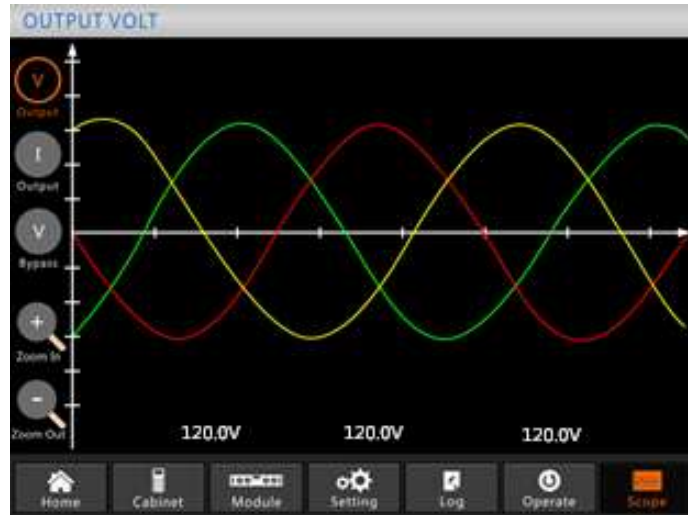 OUTPUT VOLT
V
Output
I
Output
V
Bypass
+
Zoom In
-
Zoom Out
120.0V 120.0V 120.0V
Home Cabinet Module Setting Log Operate Scope